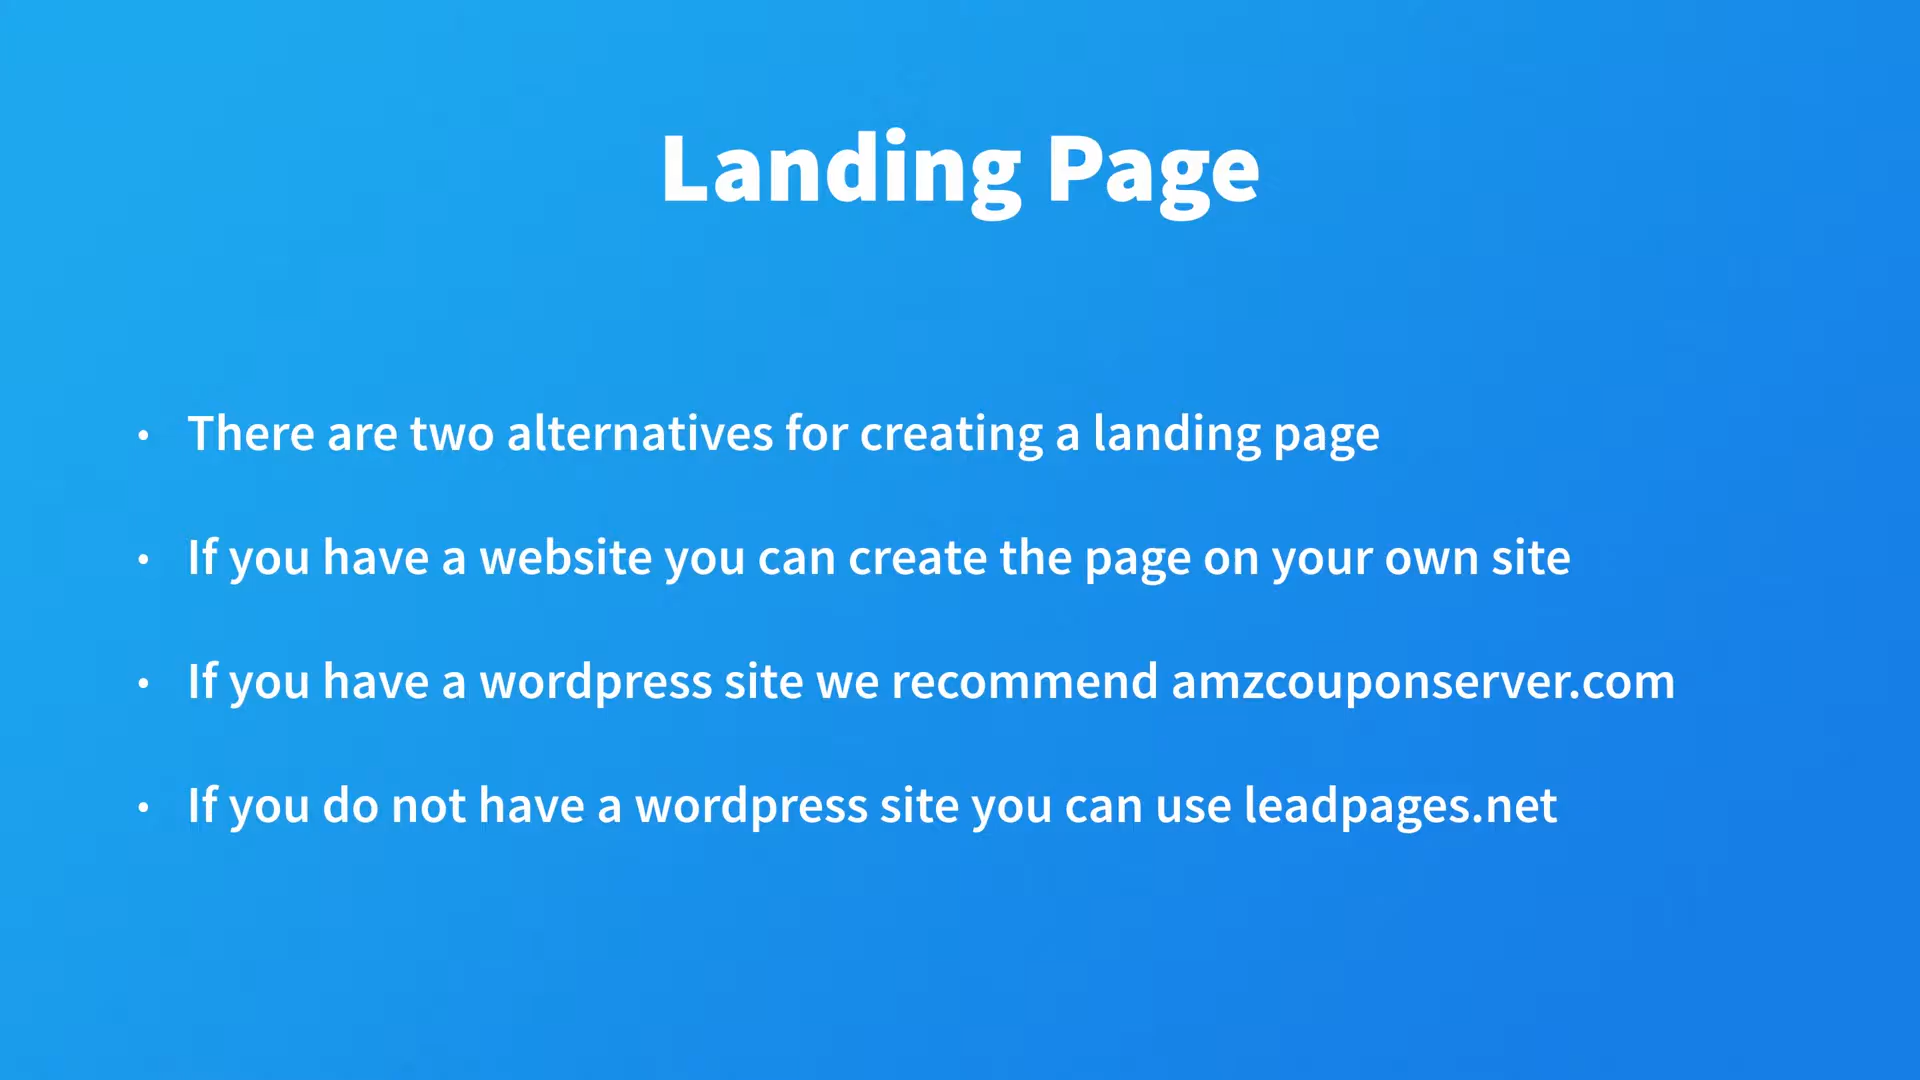 Landing Page
• There are two alternatives for creating a landing page
• If you have a website you can create the page on your own site
• If you have a wordpress site we recommend amzcouponserver.com
• If you do not have a wordpress site you can use leadpages.net